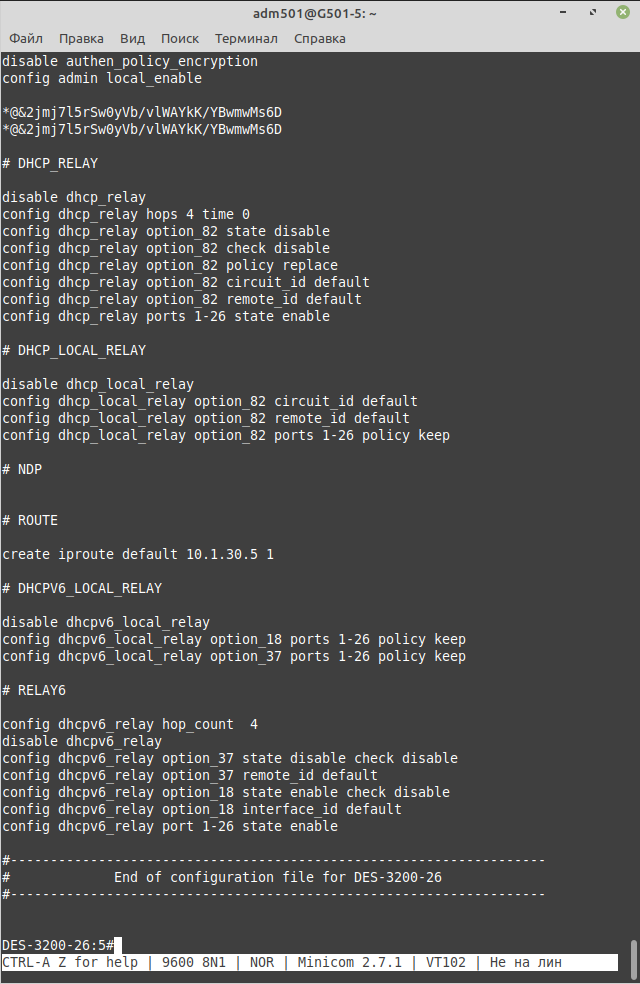 adm501@G501-5: ~
Файл Правка Вид Поиск Терминал Справка
disable authen_policy_encryption
config admin local_enable
*@&2jmj7l5rSw0yVb/vlWAYkK/YBwmwMs6D
*@&2jmj7l5rSw0yVb/vlWAYkK/YBwmwMs6D
# DHCP_RELAY
disable dhcp_relay
config dhcp_relay hops 4 time 0
config dhcp_relay option_82 state disable
config dhcp_relay option_82 check disable
config dhcp_relay option_82 policy replace
config dhcp_relay option_82 circuit_id default
config dhcp_relay option_82 remote_id default
config dhcp_relay ports 1-26 state enable
# DHCP_LOCAL_RELAY
disable dhcp_local_relay
config dhcp_local_relay option_82 circuit_id default
config dhcp_local_relay option_82 remote_id default
config dhcp_local_relay option_82 ports 1-26 policy keep
# NDP
# ROUTE
create iproute default 10.1.30.5 1
# DHCPV6_LOCAL_RELAY
disable dhcpv6_local_relay
config dhcpv6_local_relay option_18 ports 1-26 policy keep
config dhcpv6_local_relay option_37 ports 1-26 policy keep
# RELAY6
config dhcpv6_relay hop_count  4
disable dhcpv6_relay
config dhcpv6_relay option_37 state disable check disable
config dhcpv6_relay option_37 remote_id default
config dhcpv6_relay option_18 state enable check disable
config dhcpv6_relay option_18 interface_id default
config dhcpv6_relay port 1-26 state enable
#-------------------------------------------------------------------
#             End of configuration file for DES-3200-26
#-------------------------------------------------------------------
DES-3200-26:5#
CTRL-A Z for help | 9600 8N1 | NOR | Minicom 2.7.1 | VT102 | Не на лин